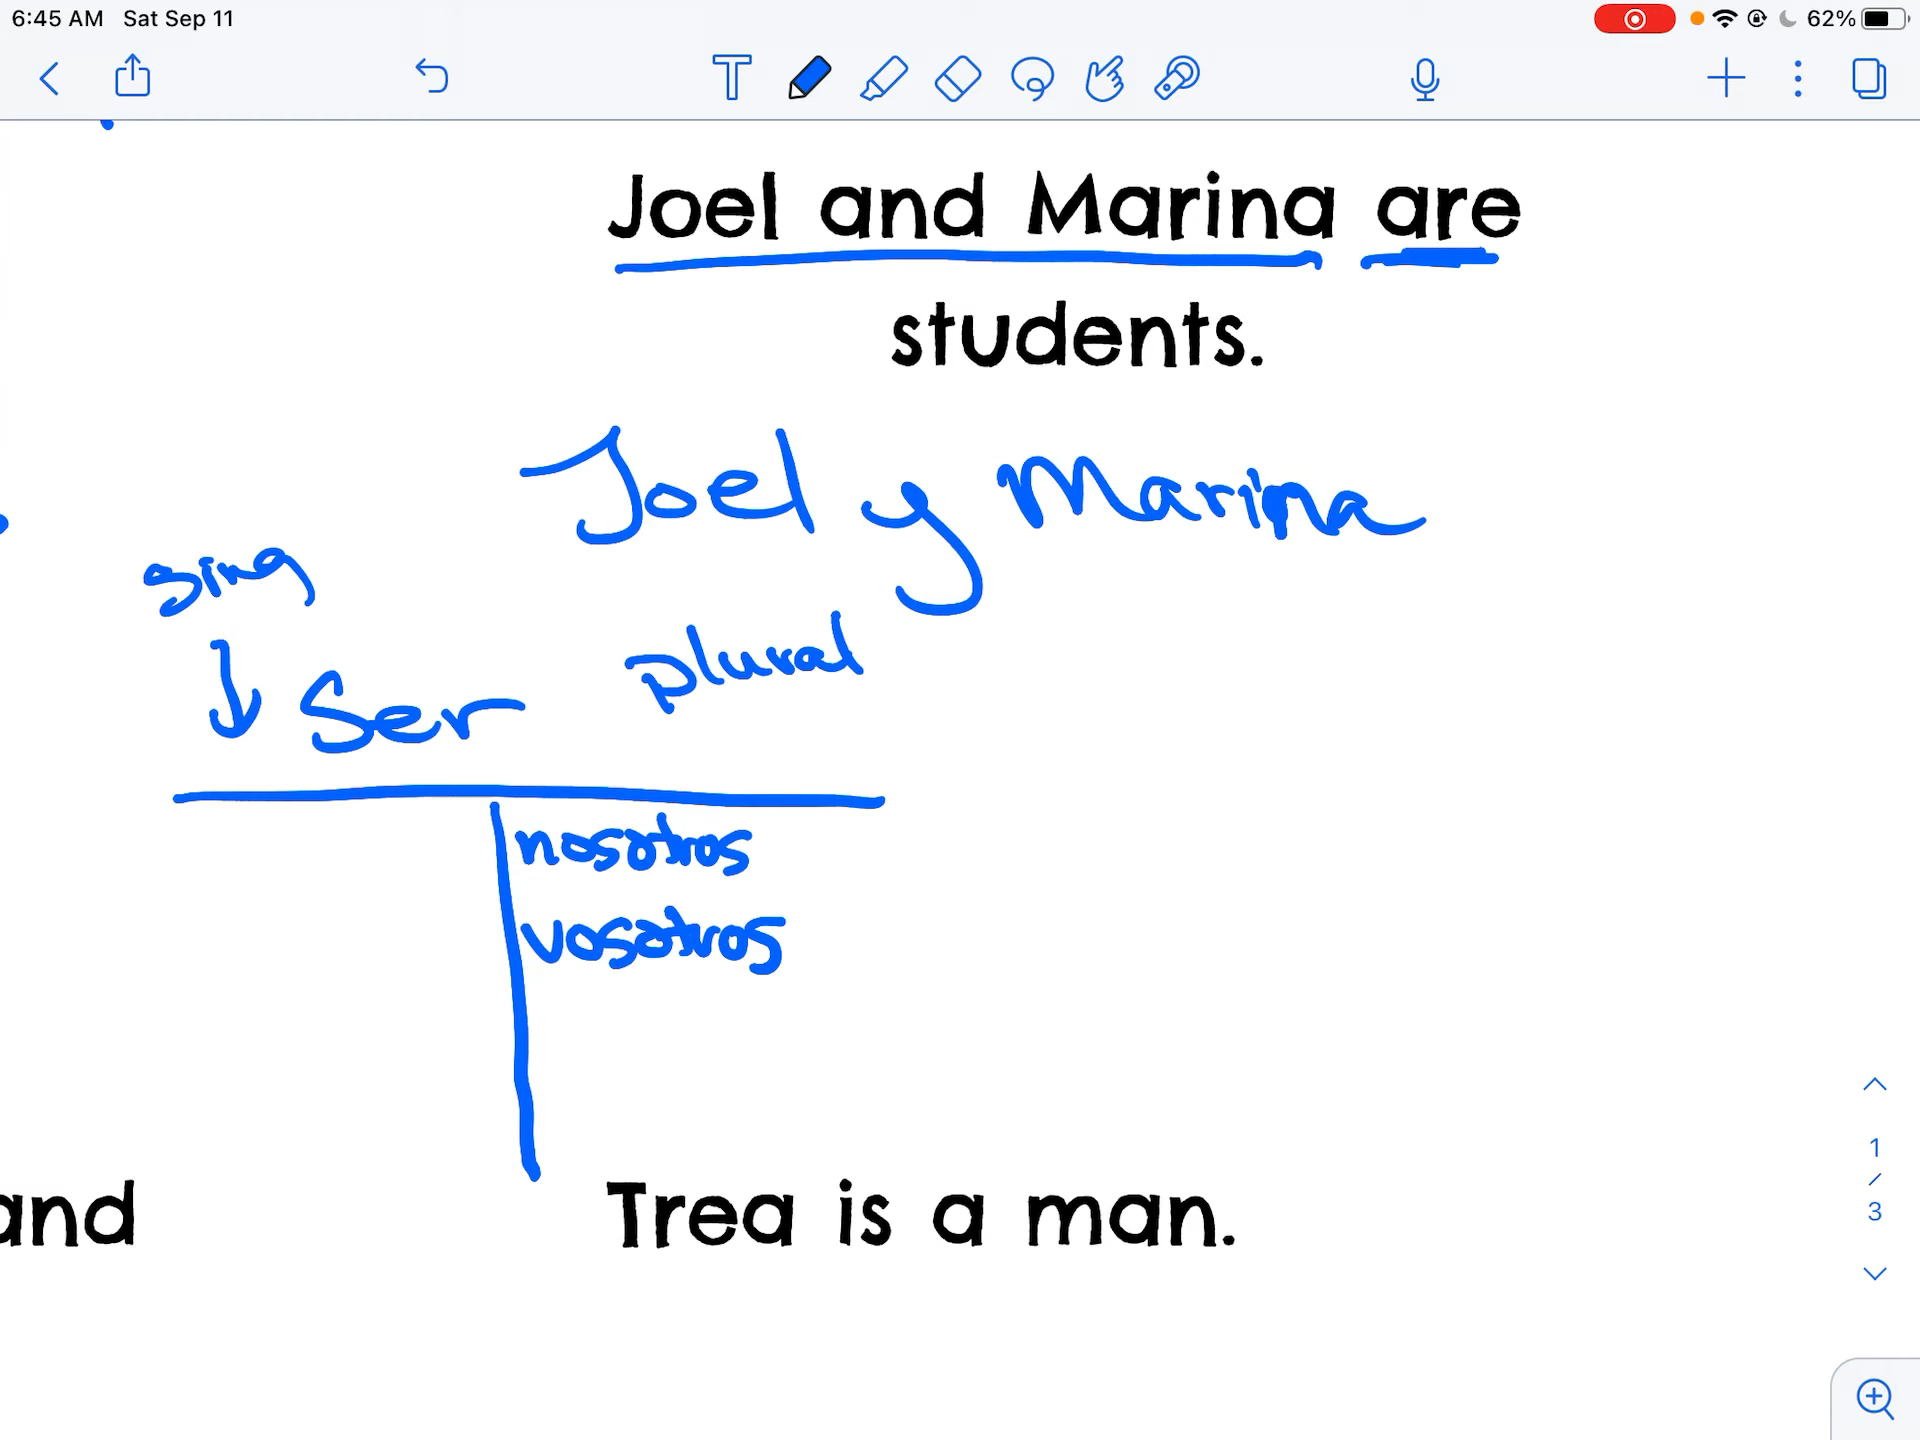 6:45 AM Sat Sep 11
62%
Joel and Marina are
students.
Joel y Marina
sing
plural
Ser
nosotros
vosotros
and
Trea is a man.
1
/
3